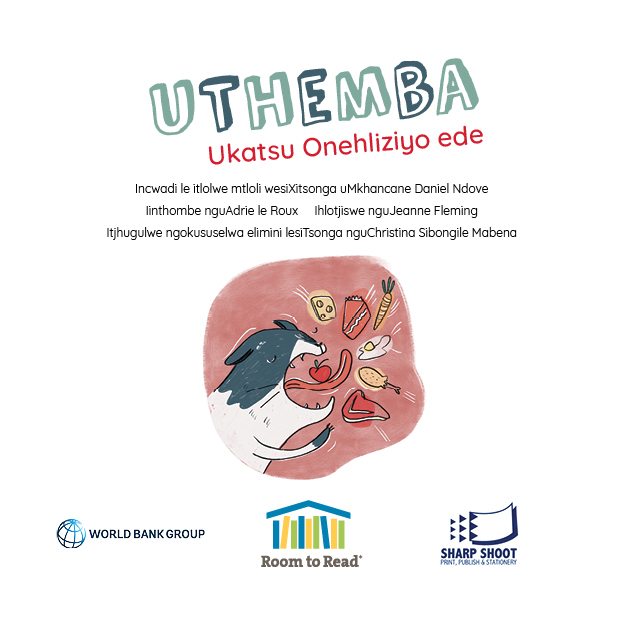 UTHEMBA
Ukatsu Onehliziyo ede
Incwadi le itlolwe mtloli wesiXitsonga uMkhancane Daniel Ndove
Iinthombe nguAdrie le Roux Ihlotjiswe nguJeanne Fleming
Itjhugulwe ngokususelwa elimini lesiTsonga nguChristina Sibongile Mabena
WORLD BANK GROUP
Room to Read®
SHARP SHOOT
PRINT, PUBLISH & STATIONERY